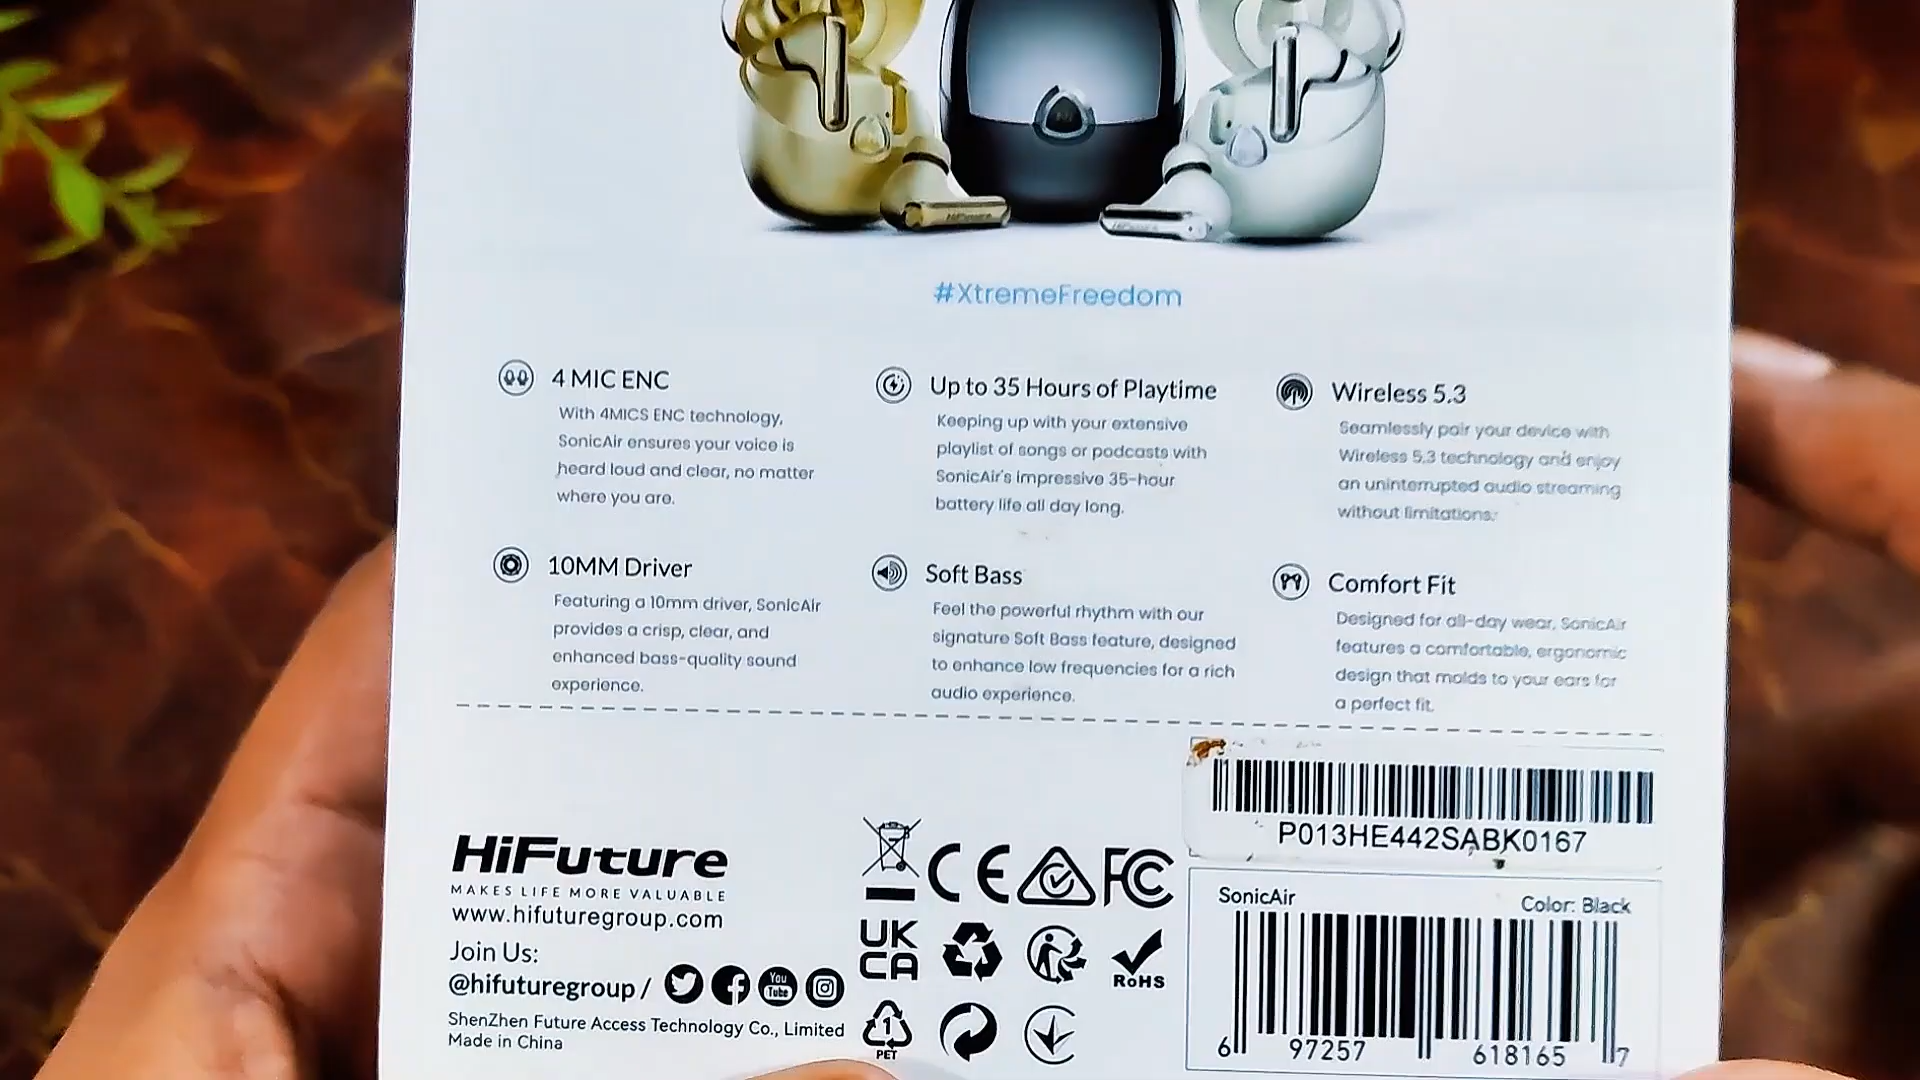 #XtremeFreedom
4 MIC ENC
With 4MICS ENC technology,
SonicAir ensures your voice is
heard loud and clear, no matter
where you are.
Up to 35 Hours of Playtime
Keeping up with your extensive
playlist of songs or podcasts with
SonicAir's impressive 35-hour
battery life all day long.
Wireless 5.3
Seamlessly pair your device with
Wireless 5.3 technology and enjoy
an uninterrupted audio streaming
without limitations.
10MM Driver
Featuring a 10mm driver, SonicAir
provides a crisp, clear, and
enhanced bass-quality sound
experience.
Soft Bass
Feel the powerful rhythm with our
signature Soft Bass feature, designed
to enhance low frequencies for a rich
audio experience.
Comfort Fit
Designed for all-day wear, SonicAir
features a comfortable, ergonomic
design that molds to your ears for
a perfect fit.
HiFuture
MAKES LIFE MORE VALUABLE
www.hifuturegroup.com
Join Us:
@hifuturegroup /
You
Tube
ShenZhen Future Access Technology Co., Limited
Made in China
CE
FC
UK
CA
RoHS
1
PET
P013HE442SABK0167
SonicAir
Color: Black
6 97257 618165 7